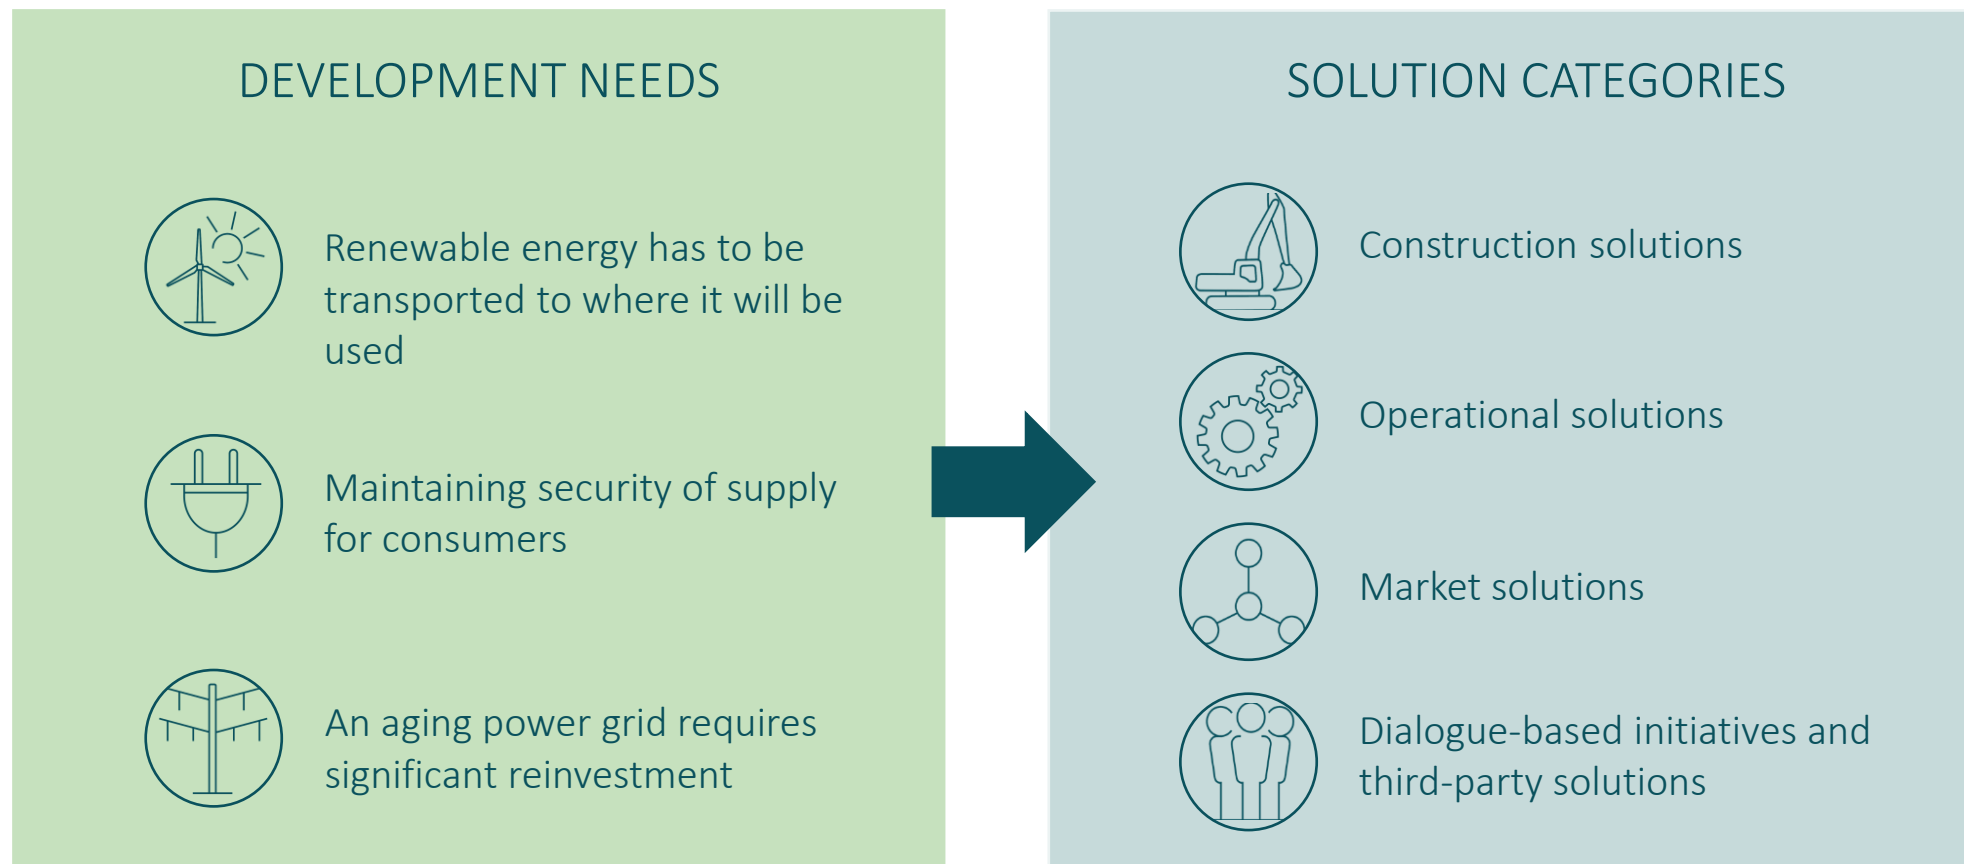 DEVELOPMENT NEEDS
Renewable energy has to be
transported to where it will be
used
Maintaining security of supply
for consumers
An aging power grid requires
significant reinvestment
SOLUTION CATEGORIES
Construction solutions
Operational solutions
Market solutions
Dialogue-based initiatives and
third-party solutions